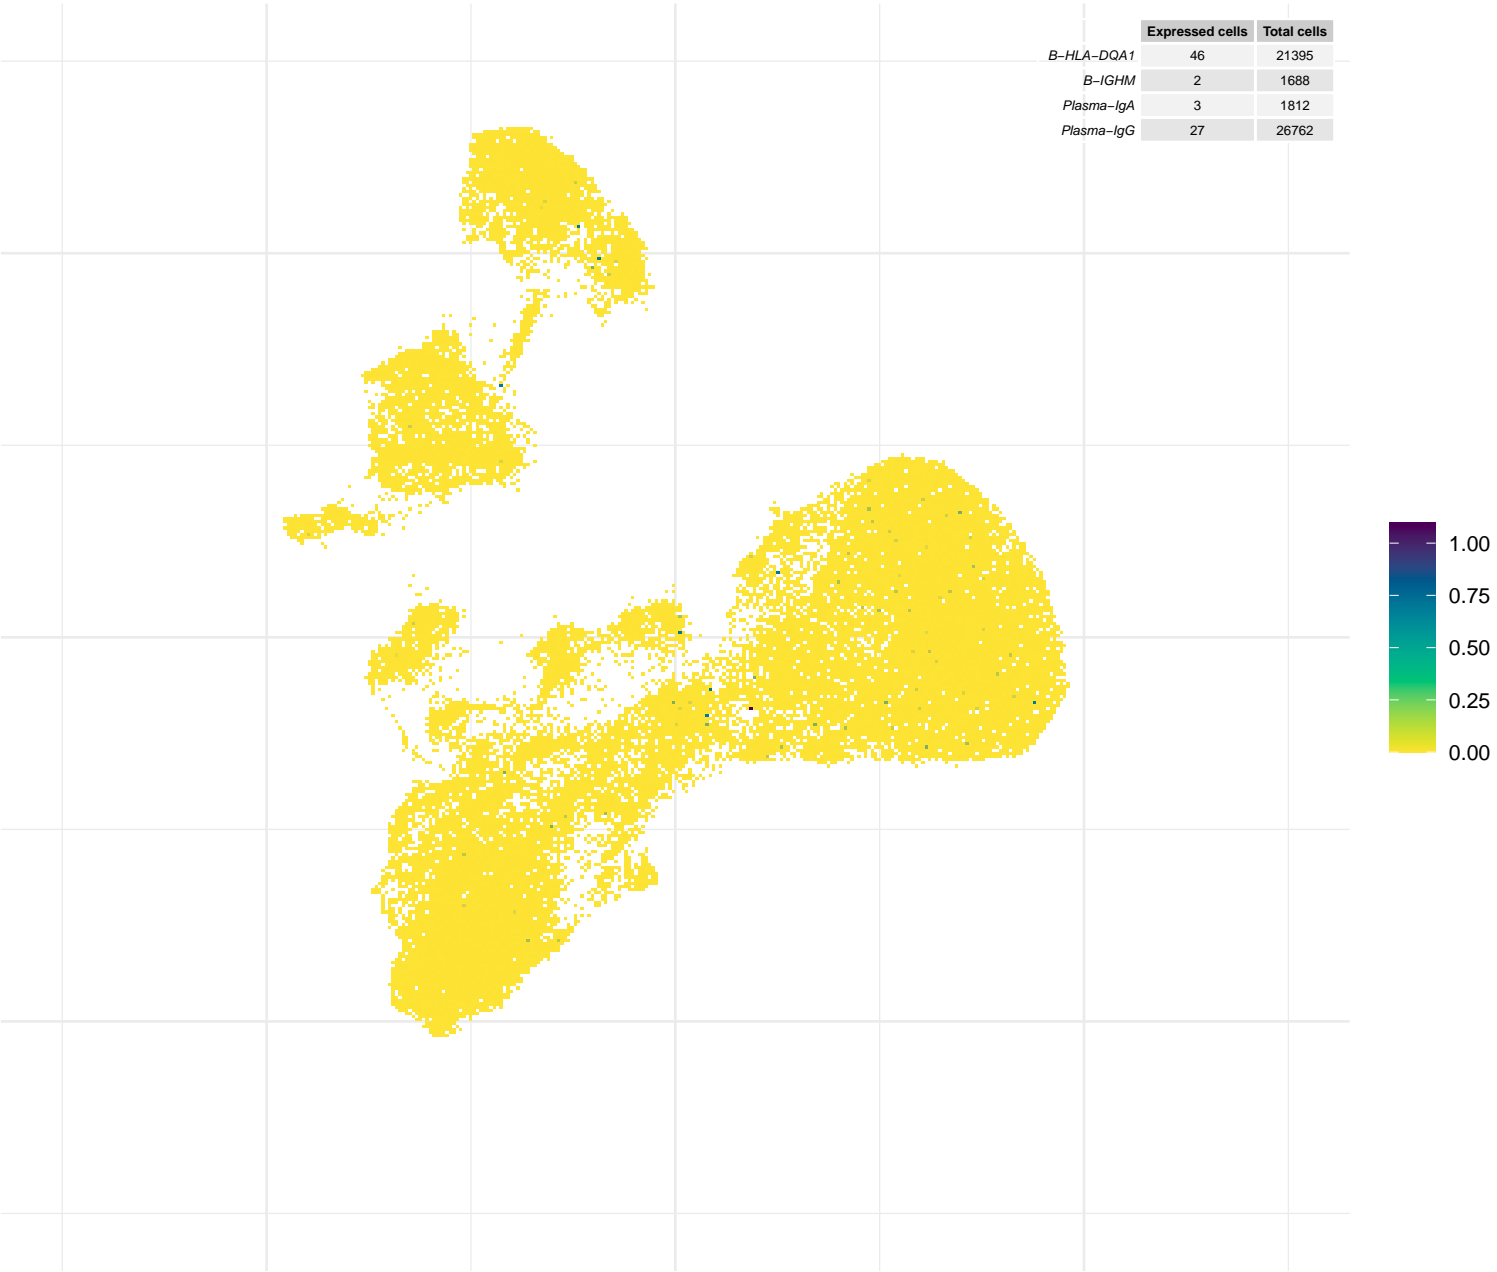 Expressed cells Total cells
B−HLA−DQA1 46 21395
B−IGHM 2 1688
Plasma−IgA 3 1812
Plasma−IgG 27 26762
1.00
0.75
0.50
0.25
0.00